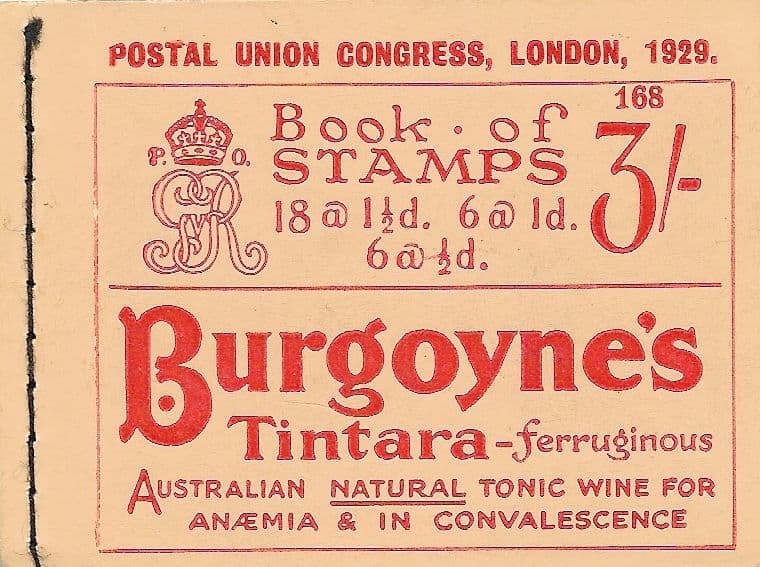 POSTAL UNION CONGRESS, LONDON, 1929.
168
P. O.
GRV
Book · of
STAMPS
3/-
18 @ 1½d. 6 @ 1d.
6 @ ½d.
Burgoyne's
Tintara-ferruginous
AUSTRALIAN NATURAL TONIC WINE FOR
ANÆMIA & IN CONVALESCENCE